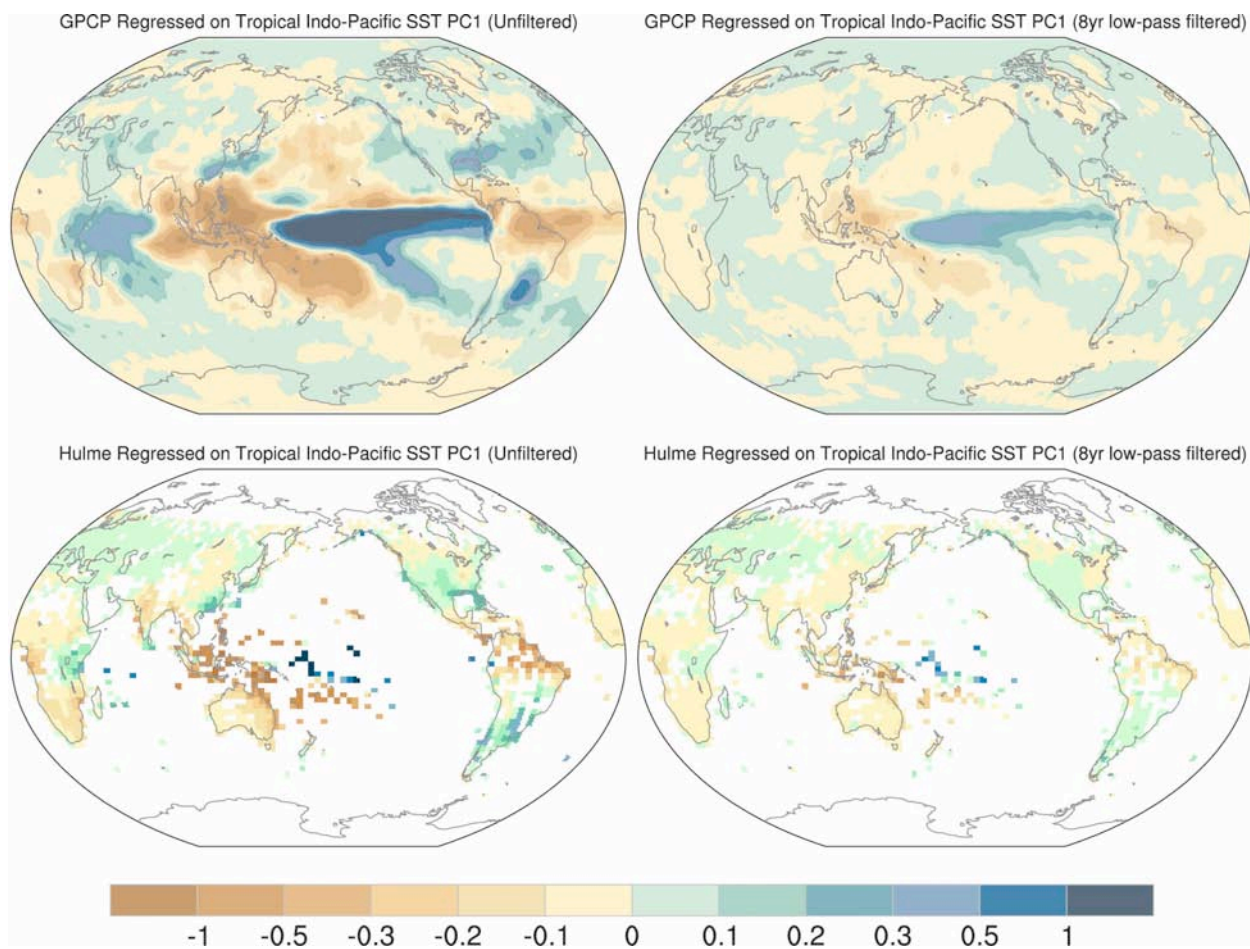 GPCP Regressed on Tropical Indo-Pacific SST PC1 (Unfiltered)
GPCP Regressed on Tropical Indo-Pacific SST PC1 (8yr low-pass filtered)
Hulme Regressed on Tropical Indo-Pacific SST PC1 (Unfiltered)
Hulme Regressed on Tropical Indo-Pacific SST PC1 (8yr low-pass filtered)
-1 -0.5 -0.3 -0.2 -0.1 0 0.1 0.2 0.3 0.5 1